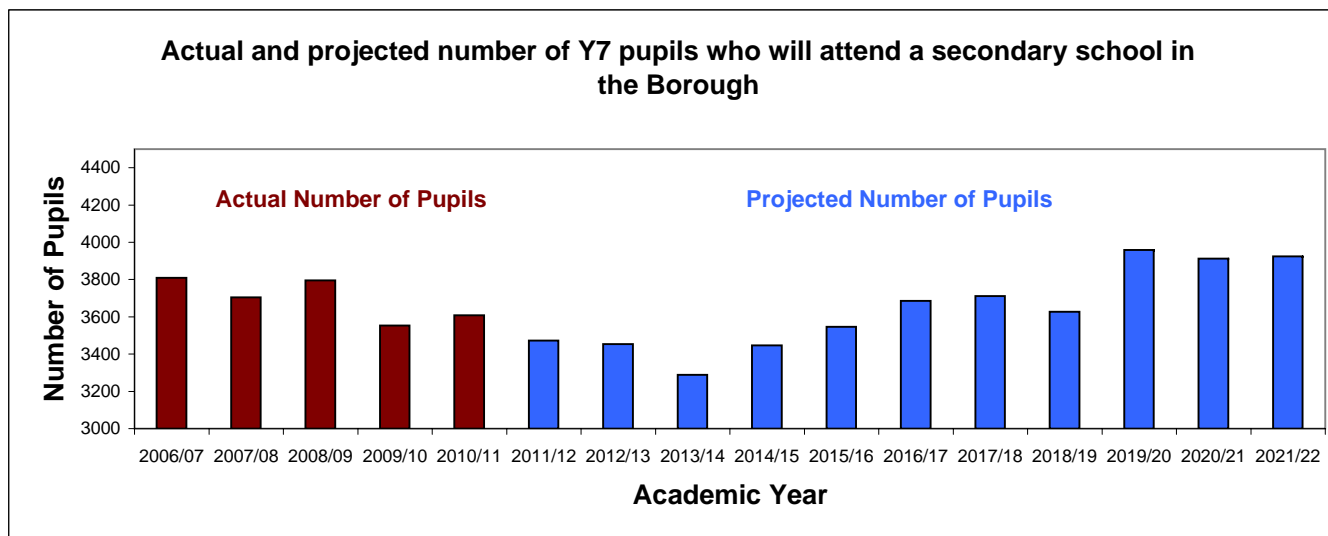 Actual and projected number of Y7 pupils who will attend a secondary school in
the Borough
Number of Pupils
4400
4200
4000
3800
3600
3400
3200
3000
Actual Number of Pupils
Projected Number of Pupils
2006/07 2007/08 2008/09 2009/10 2010/11 2011/12 2012/13 2013/14 2014/15 2015/16 2016/17 2017/18 2018/19 2019/20 2020/21 2021/22
Academic Year